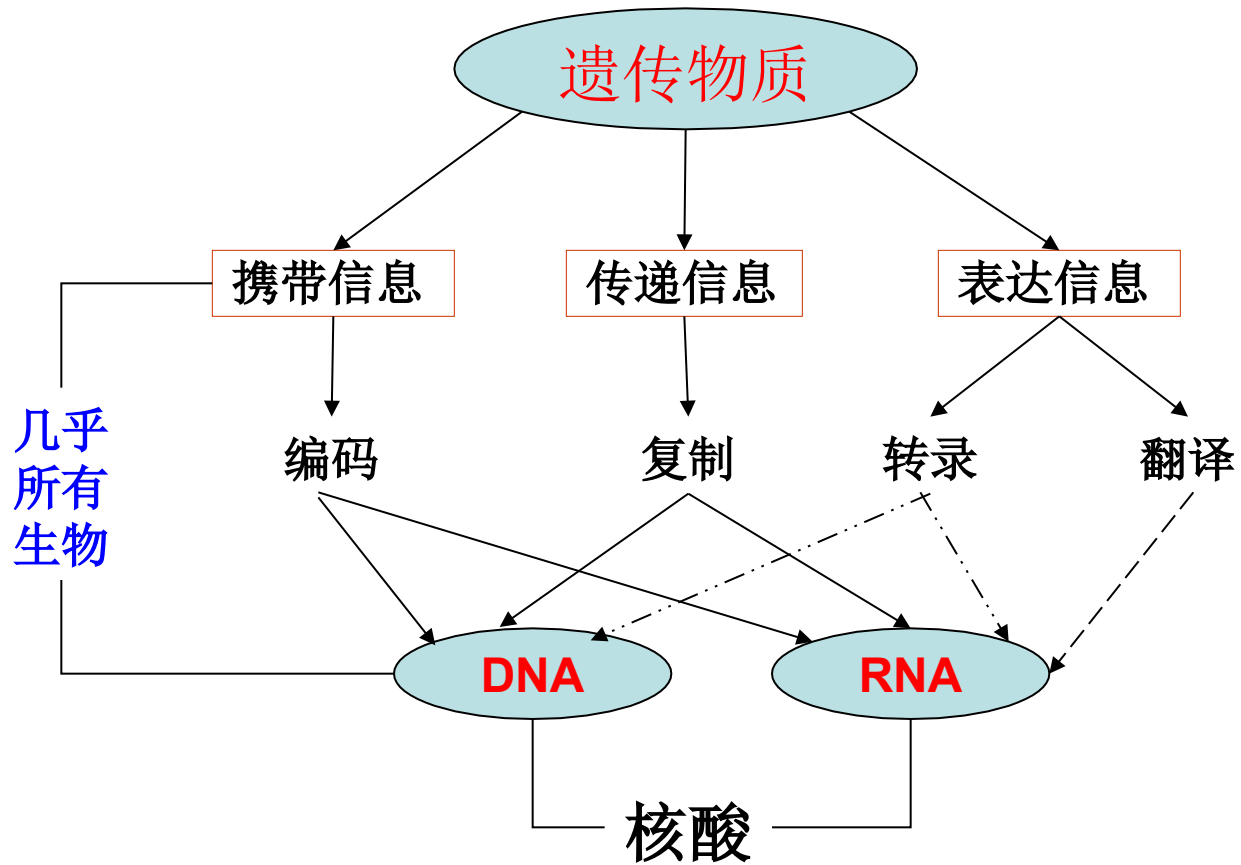 遗传物质
携带信息
传递信息
表达信息
几乎
所有
生物
编码
复制
转录
翻译
DNA
RNA
核酸